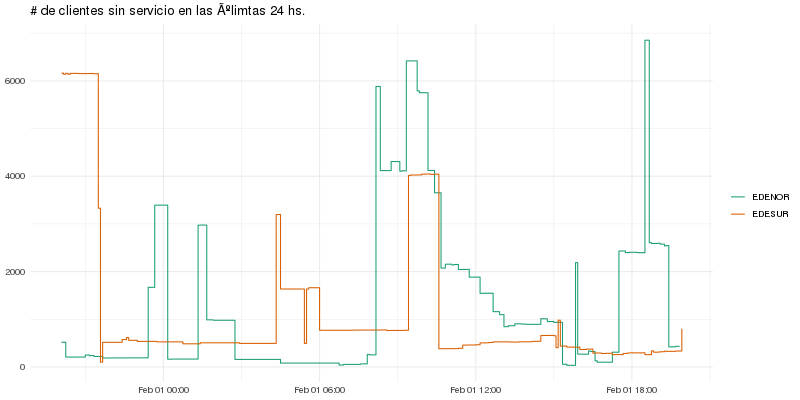 # de clientes sin servicio en las Ãºlimtas 24 hs.
6000
4000
2000
0
Feb 01 00:00
Feb 01 06:00
Feb 01 12:00
Feb 01 18:00
EDENOR
EDESUR